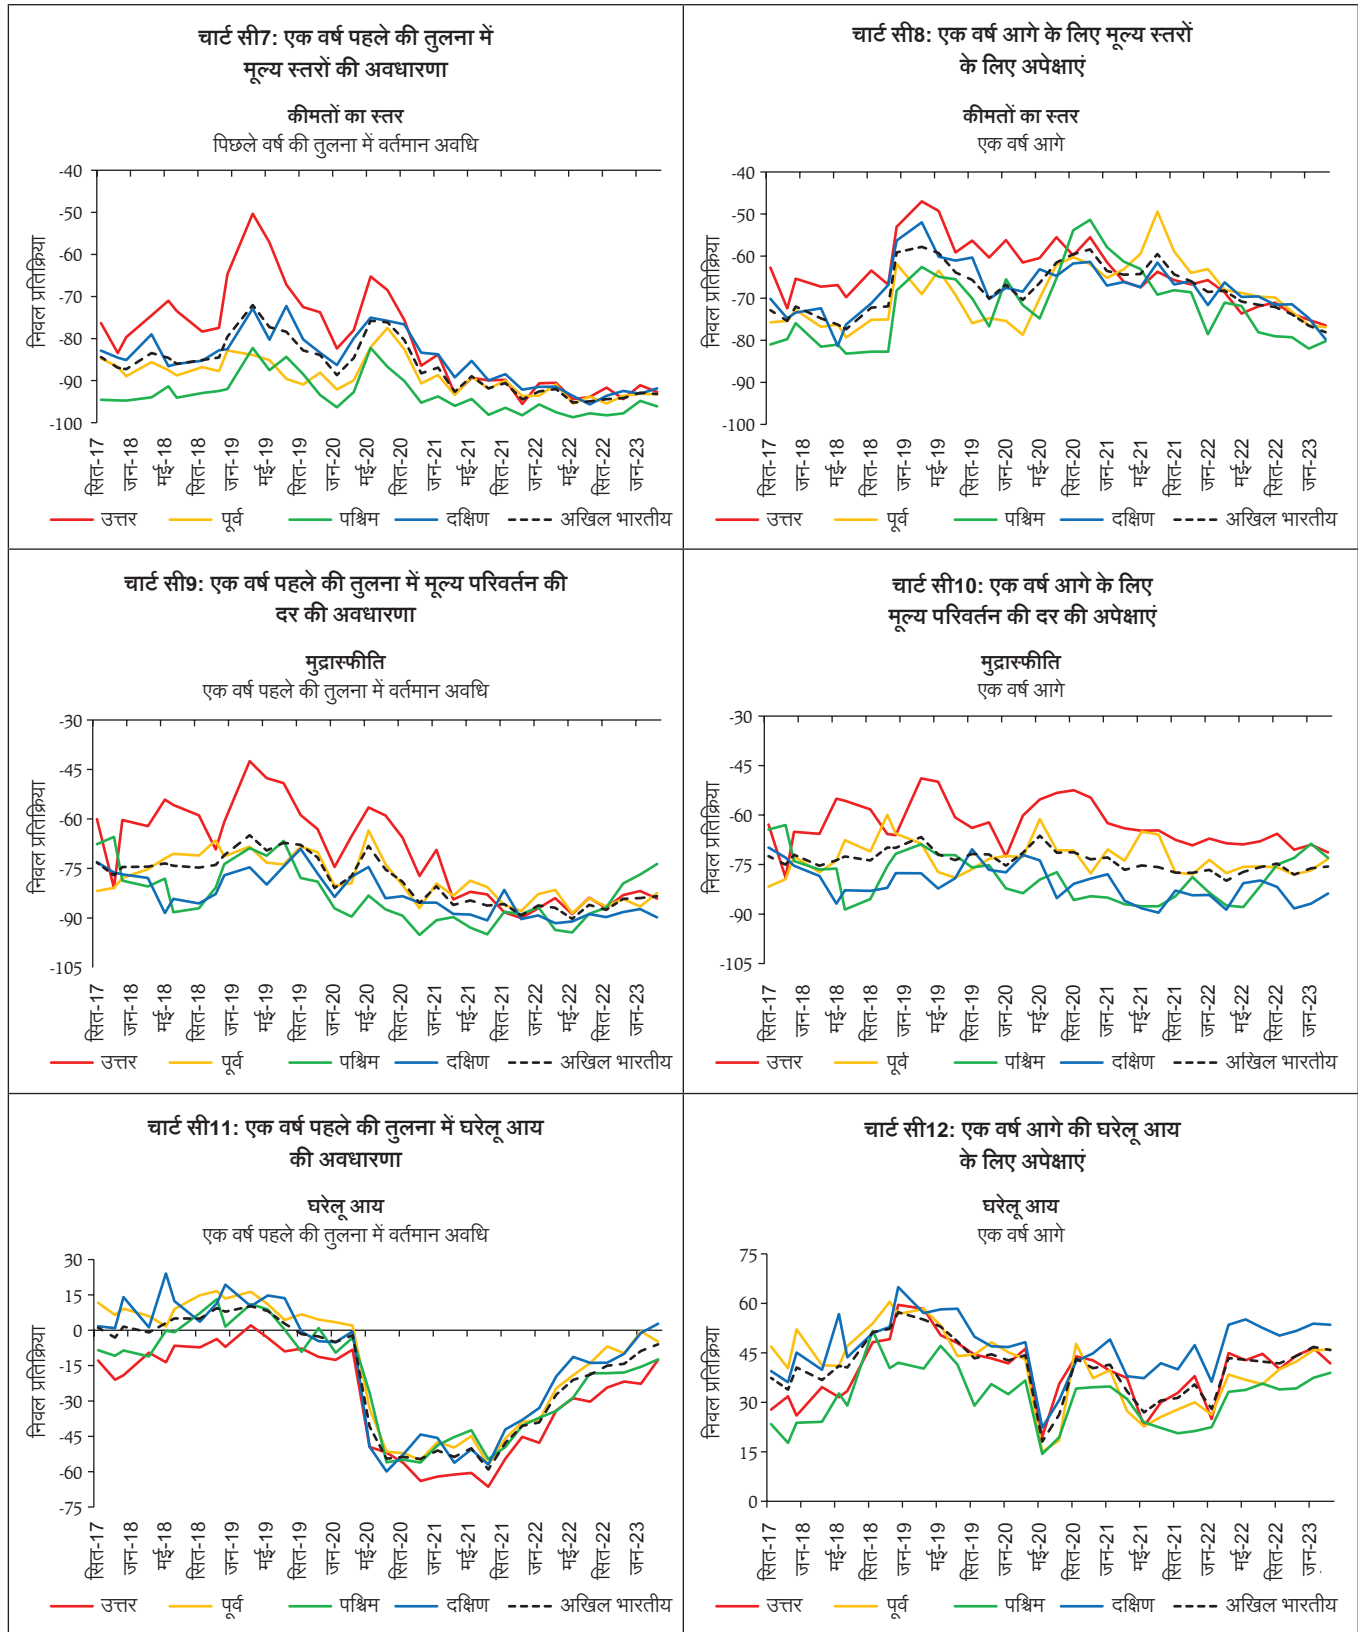 चार्ट सी7: एक वर्ष पहले की तुलना में
मूल्य स्तरों की अवधारणा
कीमतों का स्तर
पिछले वर्ष की तुलना में वर्तमान अवधि
निवल प्रतिक्रिया
-40
-50
-60
-70
-80
-90
-100
सित-17
जन-18
मई-18
सित-18
जन-19
मई-19
सित-19
जन-20
मई-20
सित-20
जन-21
मई-21
सित-21
जन-22
मई-22
सित-22
जन-23
उत्तर पूर्व पश्चिम दक्षिण अखिल भारतीय
चार्ट सी8: एक वर्ष आगे के लिए मूल्य स्तरों
के लिए अपेक्षाएं
कीमतों का स्तर
एक वर्ष आगे
निवल प्रतिक्रिया
-40
-50
-60
-70
-80
-90
-100
सित-17
जन-18
मई-18
सित-18
जन-19
मई-19
सित-19
जन-20
मई-20
सित-20
जन-21
मई-21
सित-21
जन-22
मई-22
सित-22
जन-23
उत्तर पूर्व पश्चिम दक्षिण अखिल भारतीय
चार्ट सी9: एक वर्ष पहले की तुलना में मूल्य परिवर्तन की
दर की अवधारणा
मुद्रास्फीति
एक वर्ष पहले की तुलना में वर्तमान अवधि
निवल प्रतिक्रिया
-30
-45
-60
-75
-90
-105
सित-17
जन-18
मई-18
सित-18
जन-19
मई-19
सित-19
जन-20
मई-20
सित-20
जन-21
मई-21
सित-21
जन-22
मई-22
सित-22
जन-23
उत्तर पूर्व पश्चिम दक्षिण अखिल भारतीय
चार्ट सी10: एक वर्ष आगे के लिए
मूल्य परिवर्तन की दर की अपेक्षाएं
मुद्रास्फीति
एक वर्ष आगे
निवल प्रतिक्रिया
-30
-45
-60
-75
-90
-105
सित-17
जन-18
मई-18
सित-18
जन-19
मई-19
सित-19
जन-20
मई-20
सित-20
जन-21
मई-21
सित-21
जन-22
मई-22
सित-22
जन-23
उत्तर पूर्व पश्चिम दक्षिण अखिल भारतीय
चार्ट सी11: एक वर्ष पहले की तुलना में घरेलू आय
की अवधारणा
घरेलू आय
एक वर्ष पहले की तुलना में वर्तमान अवधि
निवल प्रतिक्रिया
30
15
0
-15
-30
-45
-60
-75
सित-17
जन-18
मई-18
सित-18
जन-19
मई-19
सित-19
जन-20
मई-20
सित-20
जन-21
मई-21
सित-21
जन-22
मई-22
सित-22
जन-23
उत्तर पूर्व पश्चिम दक्षिण अखिल भारतीय
चार्ट सी12: एक वर्ष आगे की घरेलू आय
के लिए अपेक्षाएं
घरेलू आय
एक वर्ष आगे
निवल प्रतिक्रिया
75
60
45
30
15
0
सित-17
जन-18
मई-18
सित-18
जन-19
मई-19
सित-19
जन-20
मई-20
सित-20
जन-21
मई-21
सित-21
जन-22
मई-22
सित-22
जन-23
उत्तर पूर्व पश्चिम दक्षिण अखिल भारतीय